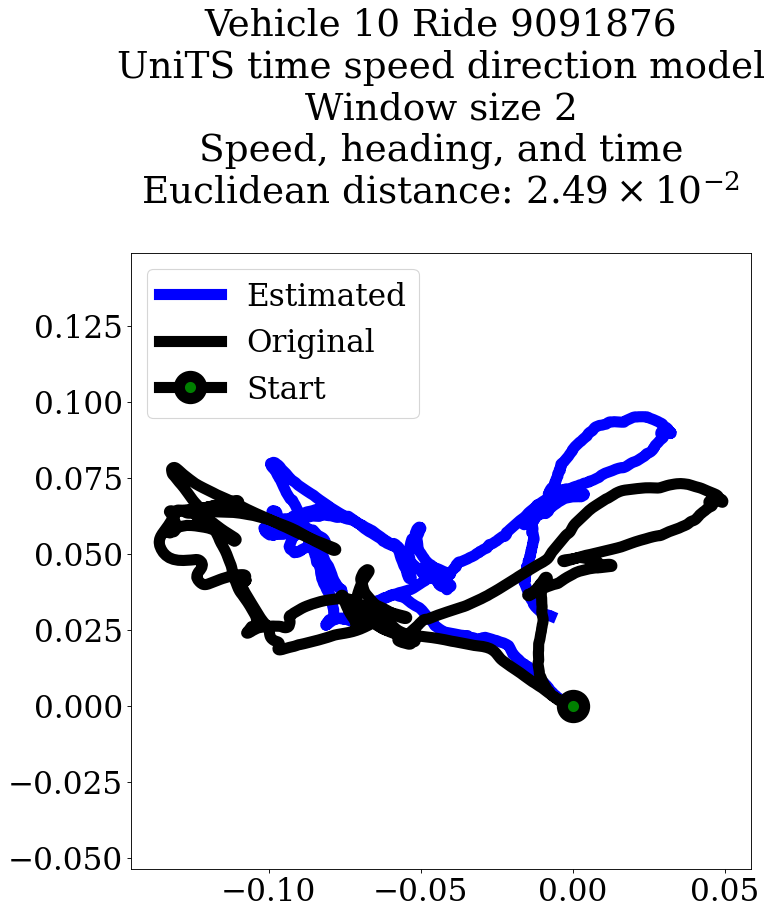 Vehicle 10 Ride 9091876
UniTS time speed direction model
Window size 2
Speed, heading, and time
Euclidean distance: 2.49 × 10⁻²
Estimated
Original
Start
0.125
0.100
0.075
0.050
0.025
0.000
−0.025
−0.050
−0.10 −0.05 0.00 0.05